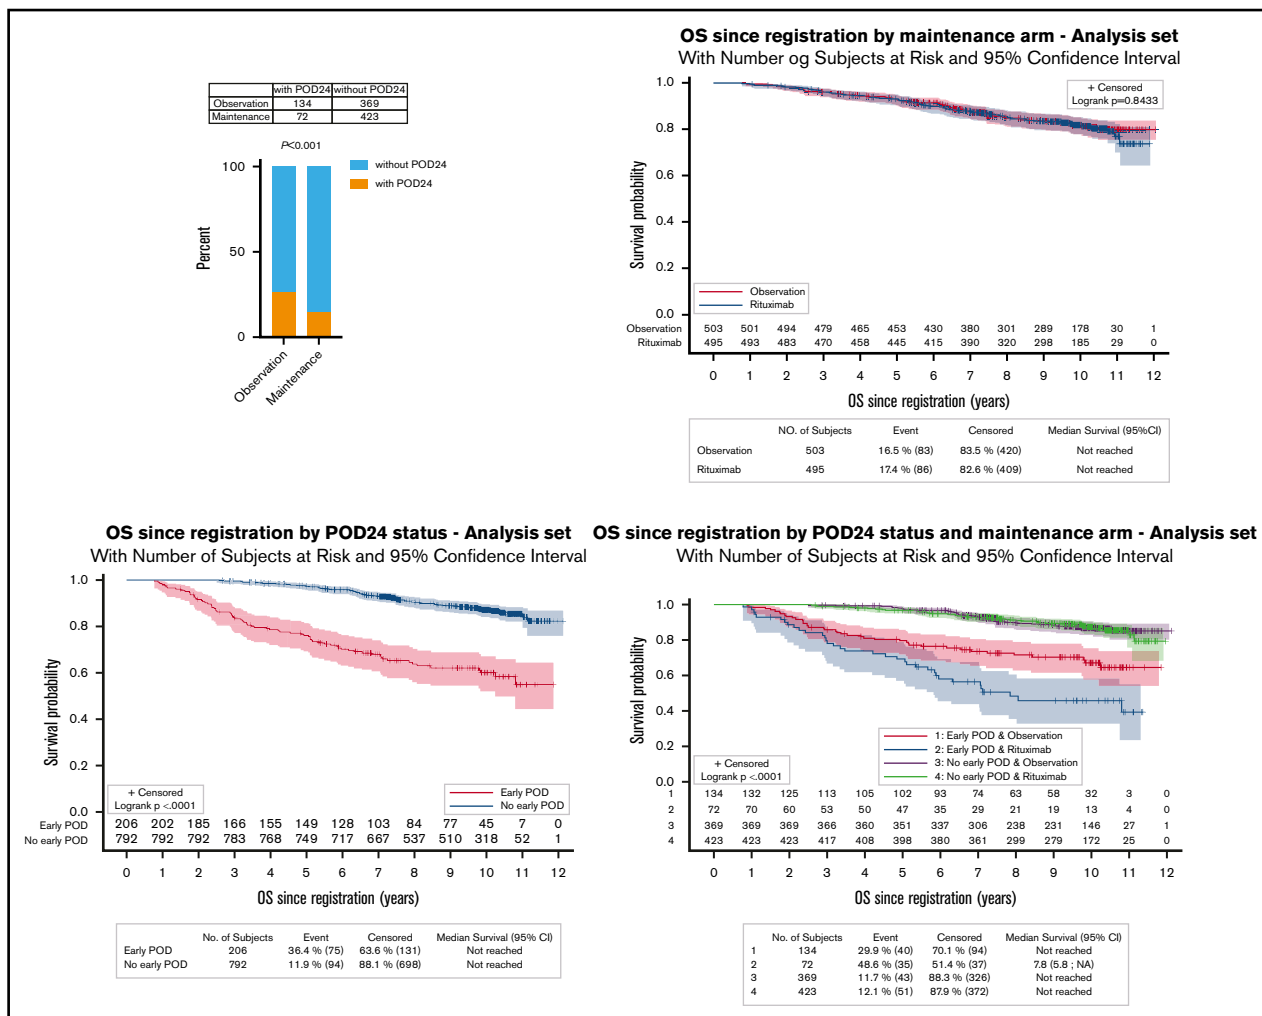 with POD24 without POD24
Observation 134 369
Maintenance 72 423
P<0.001
100
50
0
Percent
without POD24
with POD24
Observation
Maintenance
OS since registration by maintenance arm - Analysis set
With Number og Subjects at Risk and 95% Confidence Interval
1.0
0.8
0.6
0.4
0.2
0.0
Survival probability
+ Censored
Logrank p=0.8433
Observation
Rituximab
Observation 503 501 494 479 465 453 430 380 301 289 178 30 1
Rituximab 495 493 483 470 458 445 415 390 320 298 185 29 0
0 1 2 3 4 5 6 7 8 9 10 11 12
OS since registration (years)
NO. of Subjects Event Censored Median Survival (95%CI)
Observation 503 16.5 % (83) 83.5 % (420) Not reached
Rituximab 495 17.4 % (86) 82.6 % (409) Not reached
OS since registration by POD24 status - Analysis set
With Number of Subjects at Risk and 95% Confidence Interval
1.0
0.8
0.6
0.4
0.2
0.0
Survival probability
+ Censored
Logrank p <.0001
Early POD
No early POD
Early POD 206 202 185 166 155 149 128 103 84 77 45 7 0
No early POD 792 792 792 783 768 749 717 667 537 510 318 52 1
0 1 2 3 4 5 6 7 8 9 10 11 12
OS since registration (years)
No. of Subjects Event Censored Median Survival (95% CI)
Early POD 206 36.4 % (75) 63.6 % (131) Not reached
No early POD 792 11.9 % (94) 88.1 % (698) Not reached
OS since registration by POD24 status and maintenance arm - Analysis set
With Number of Subjects at Risk and 95% Confidence Interval
1.0
0.8
0.6
0.4
0.2
0.0
Survival probability
+ Censored
Logrank p <.0001
1: Early POD & Observation
2: Early POD & Rituximab
3: No early POD & Observation
4: No early POD & Rituximab
1 134 132 125 113 105 102 93 74 63 58 32 3 0
2 72 70 60 53 50 47 35 29 21 19 13 4 0
3 369 369 369 366 360 351 337 306 238 231 146 27 1
4 423 423 423 417 408 398 380 361 299 279 172 25 0
0 1 2 3 4 5 6 7 8 9 10 11 12
OS since registration (years)
No. of Subjects Event Censored Median Survival (95% CI)
1 134 29.9 % (40) 70.1 % (94) Not reached
2 72 48.6 % (35) 51.4 % (37) 7.8 (5.8 ; NA)
3 369 11.7 % (43) 88.3 % (326) Not reached
4 423 12.1 % (51) 87.9 % (372) Not reached